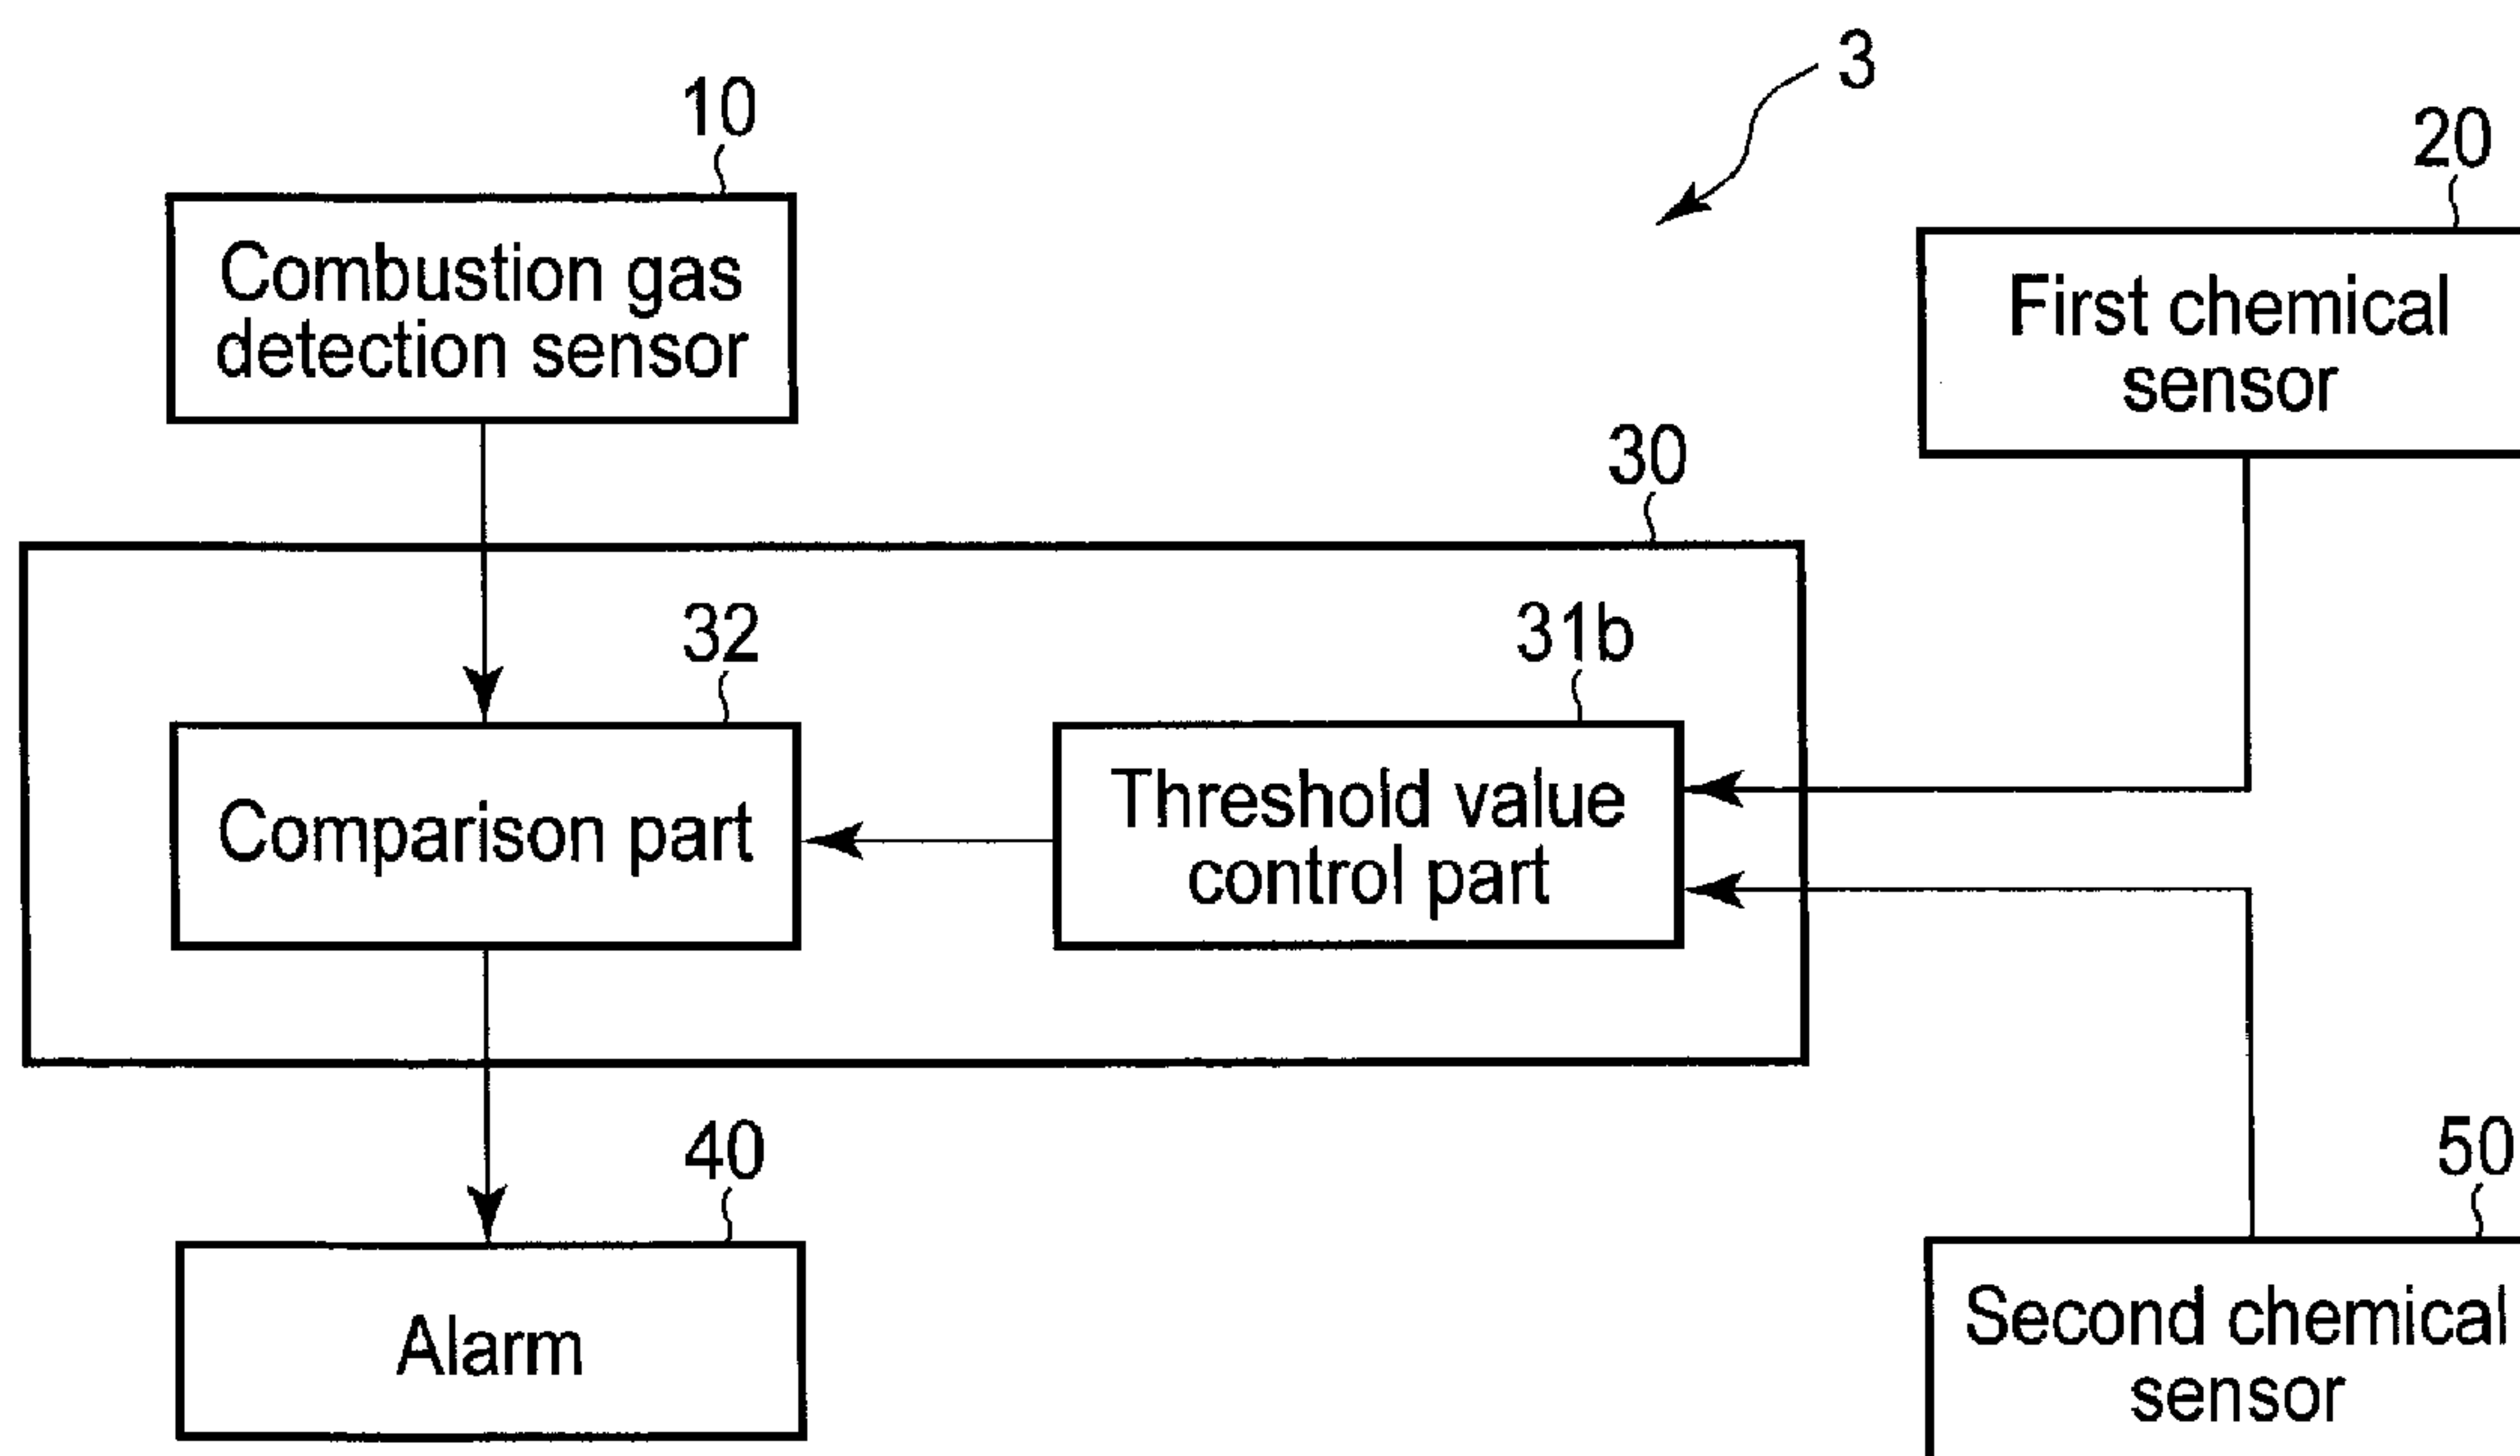 3
10
Combustion gas
detection sensor
20
First chemical
sensor
30
32
Comparison part
31b
Threshold value
control part
40
Alarm
50
Second chemical
sensor